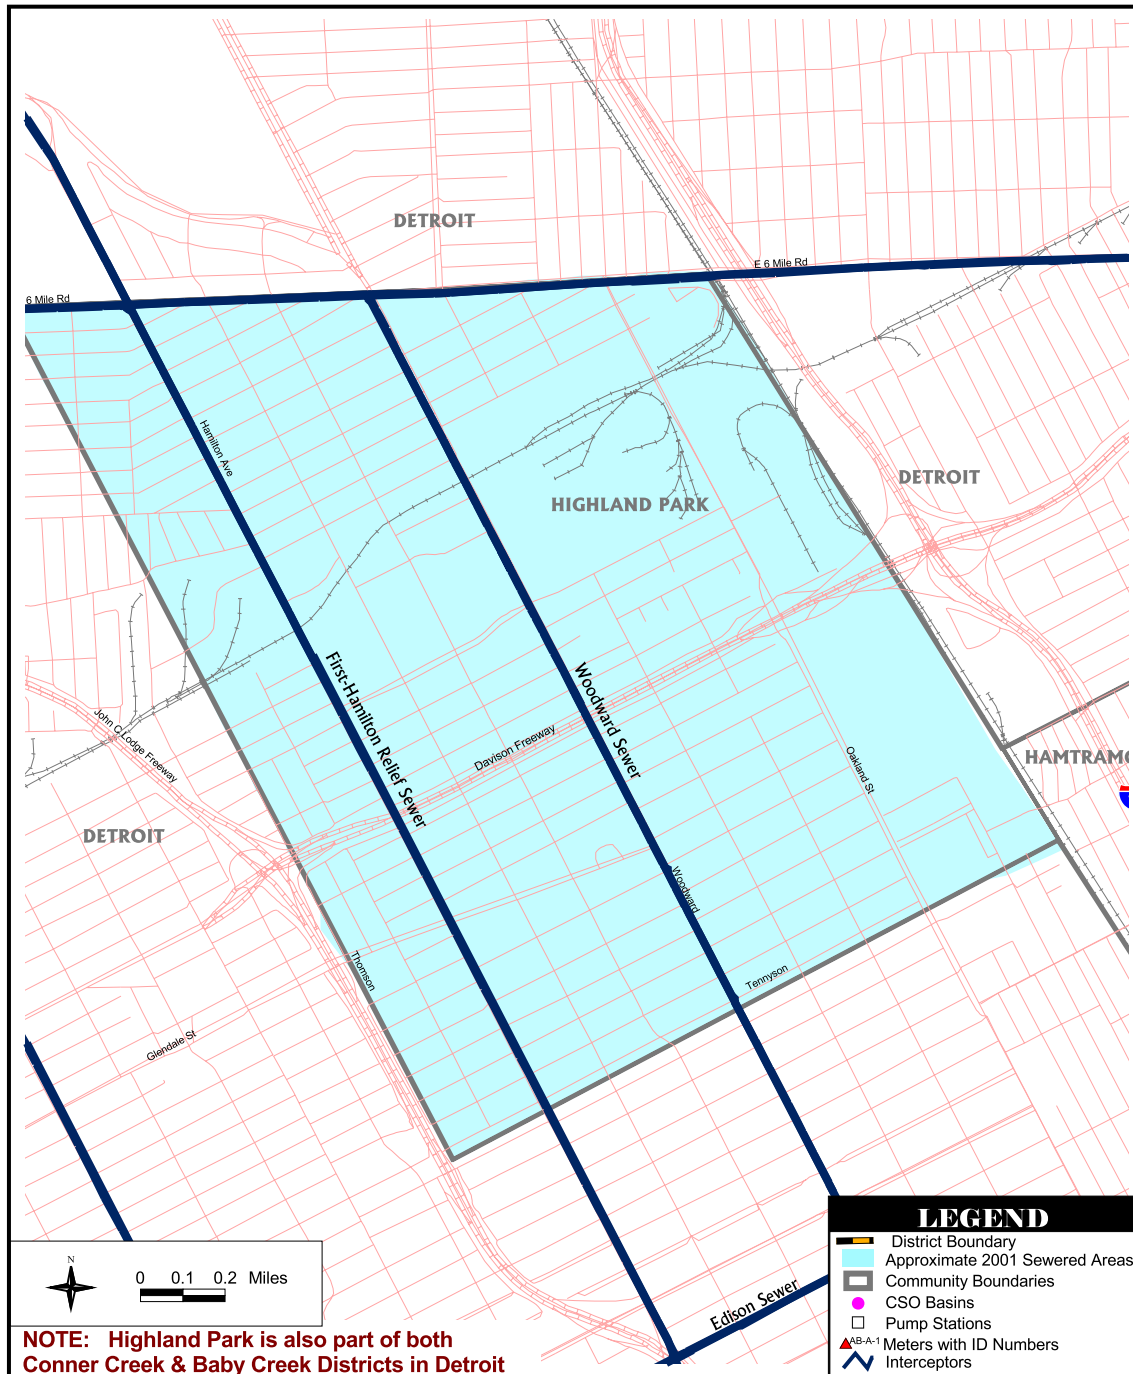 DETROIT
E 6 Mile Rd
6 Mile Rd
Hamilton Ave
DETROIT
HIGHLAND PARK
First-Hamilton Relief Sewer
Woodward Sewer
John C Lodge Freeway
Davison Freeway
Oakland St
HAMTRAMC
DETROIT
Woodward
Thomson
Tennyson
Glendale St
Edison Sewer
N
0 0.1 0.2 Miles
NOTE: Highland Park is also part of both
Conner Creek & Baby Creek Districts in Detroit
LEGEND
District Boundary
Approximate 2001 Sewered Areas
Community Boundaries
CSO Basins
Pump Stations
AB-A-1 Meters with ID Numbers
Interceptors